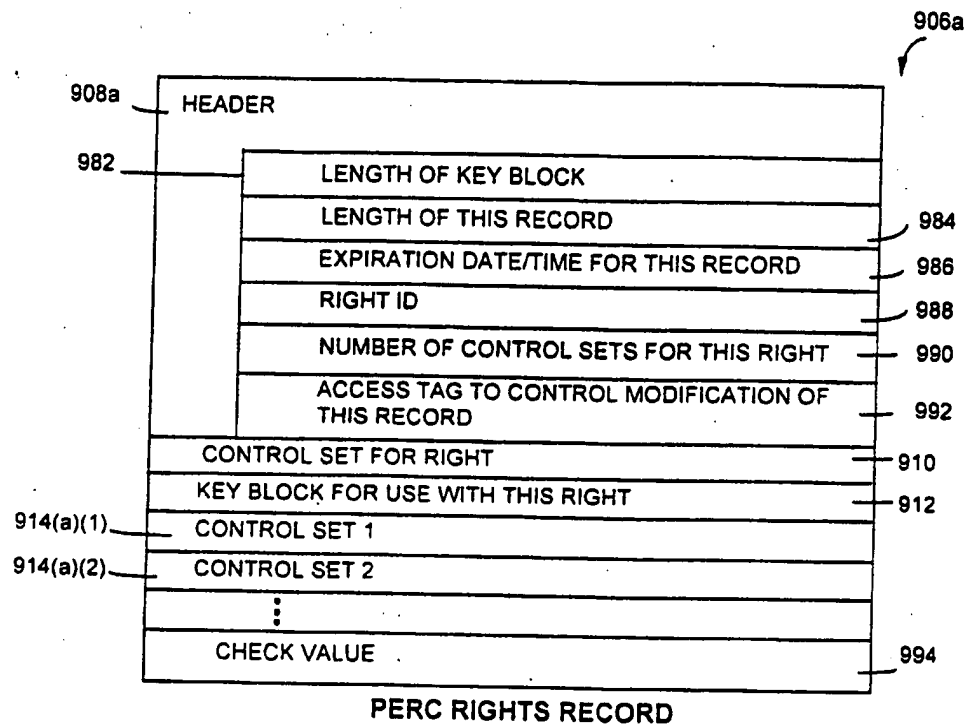 906a
908a
HEADER
982
LENGTH OF KEY BLOCK
LENGTH OF THIS RECORD
984
EXPIRATION DATE/TIME FOR THIS RECORD
986
RIGHT ID
988
NUMBER OF CONTROL SETS FOR THIS RIGHT
990
ACCESS TAG TO CONTROL MODIFICATION OF
THIS RECORD
992
CONTROL SET FOR RIGHT
910
KEY BLOCK FOR USE WITH THIS RIGHT
912
914(a)(1)
CONTROL SET 1
914(a)(2)
CONTROL SET 2
CHECK VALUE
994
PERC RIGHTS RECORD